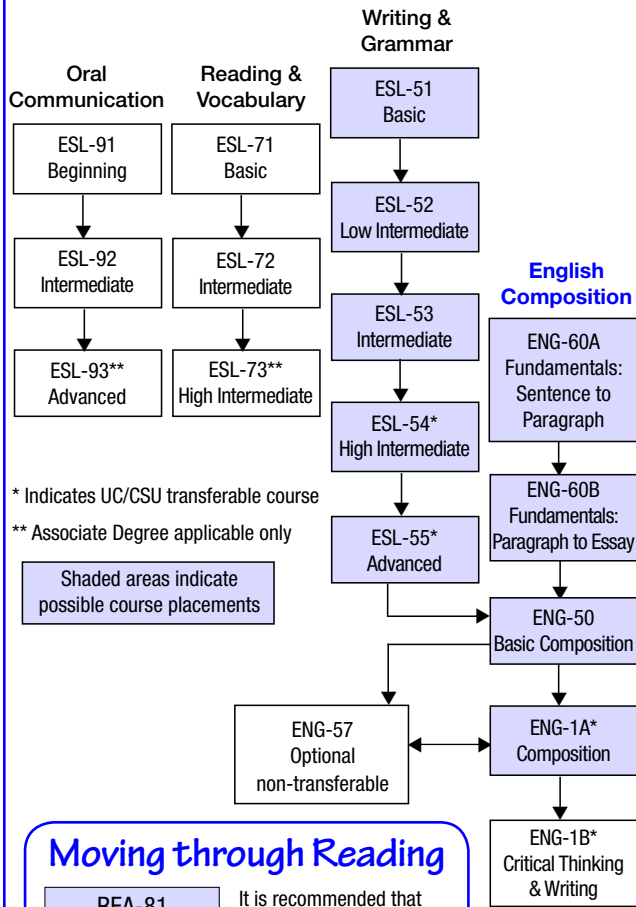 Oral
Communication
ESL-91
Beginning
ESL-92
Intermediate
ESL-93**
Advanced
Reading &
Vocabulary
ESL-71
Basic
ESL-72
Intermediate
ESL-73**
High Intermediate
Writing &
Grammar
ESL-51
Basic
ESL-52
Low Intermediate
ESL-53
Intermediate
ESL-54*
High Intermediate
ESL-55*
Advanced
English
Composition
ENG-60A
Fundamentals:
Sentence to
Paragraph
ENG-60B
Fundamentals:
Paragraph to Essay
ENG-50
Basic Composition
ENG-57
Optional
non-transferable
ENG-1A*
Composition
ENG-1B*
Critical Thinking
& Writing
* Indicates UC/CSU transferable course
** Associate Degree applicable only
Shaded areas indicate
possible course placements
Moving through Reading
REA-81
It is recommended that